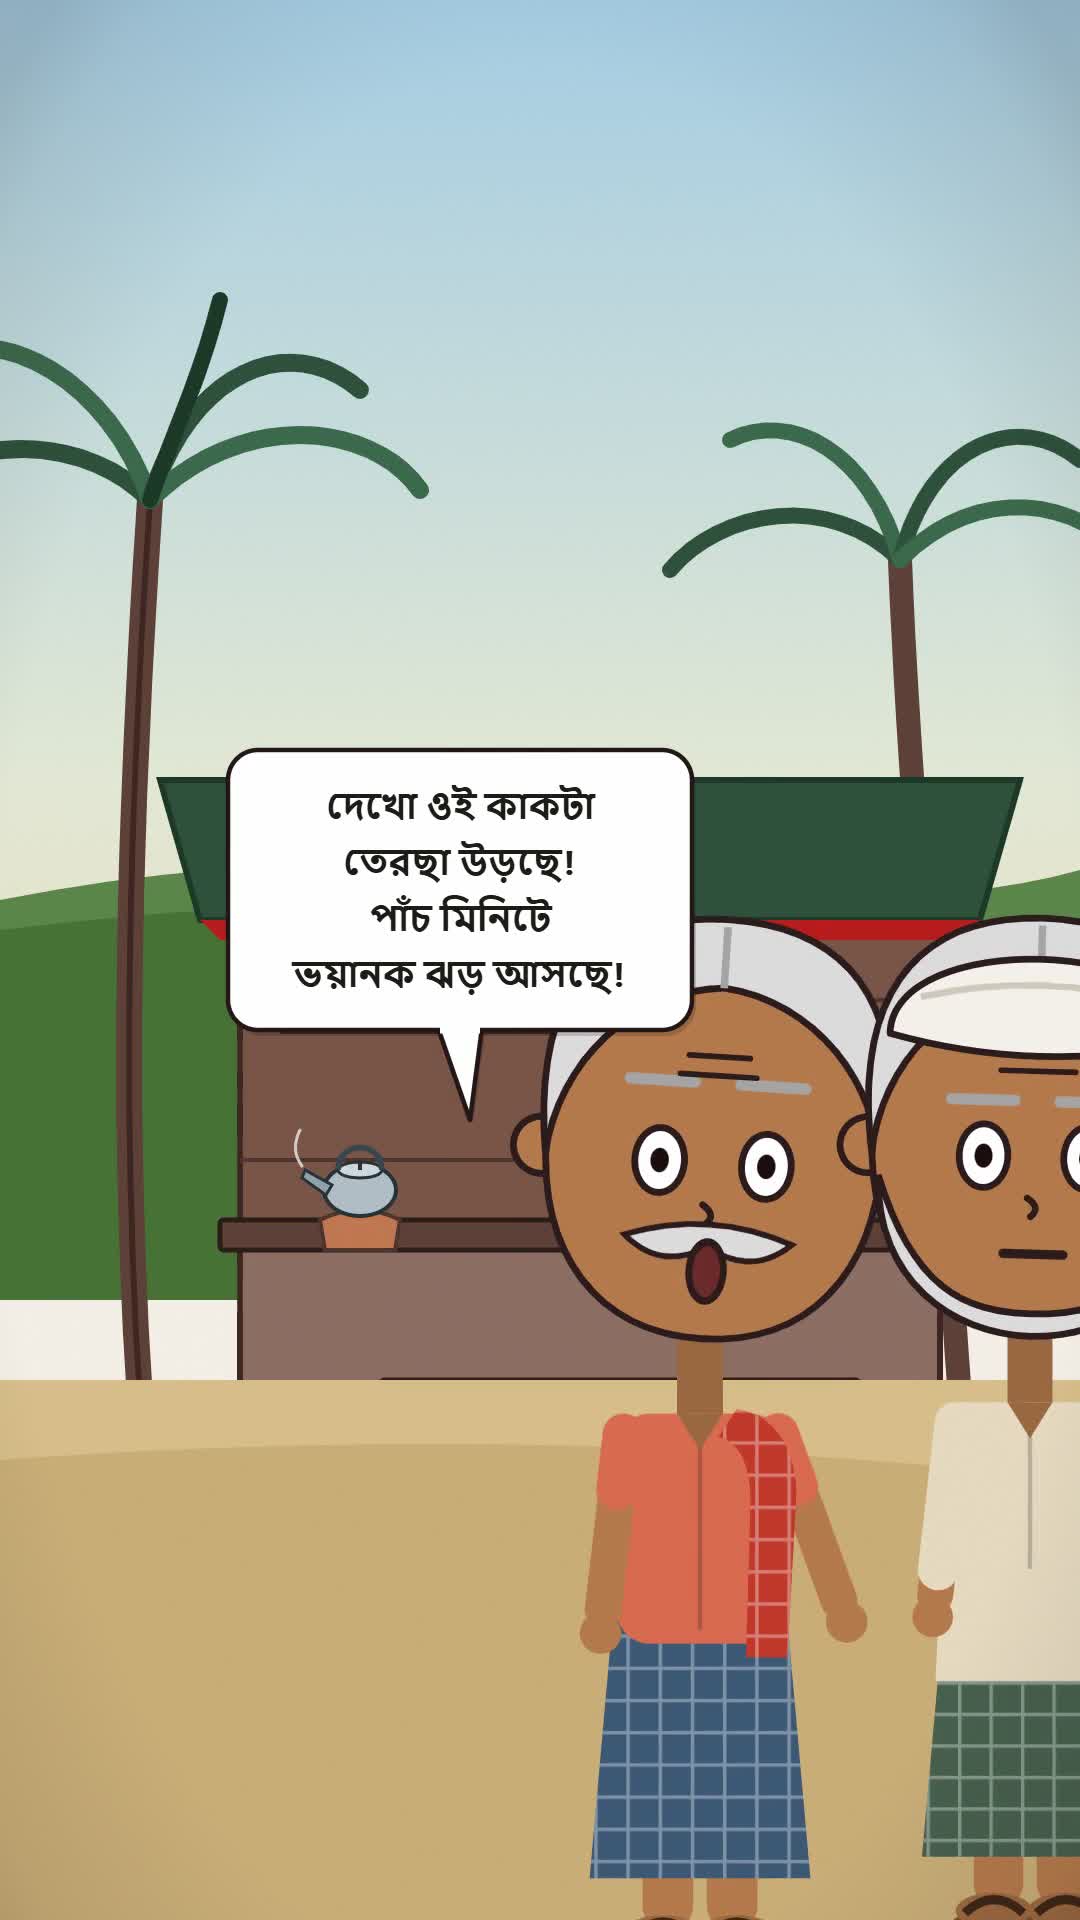 দেখো ওই কাকটা
তেরছা উড়ছে!
পাঁচ মিনিটে
ভয়ানক ঝড় আসছে!